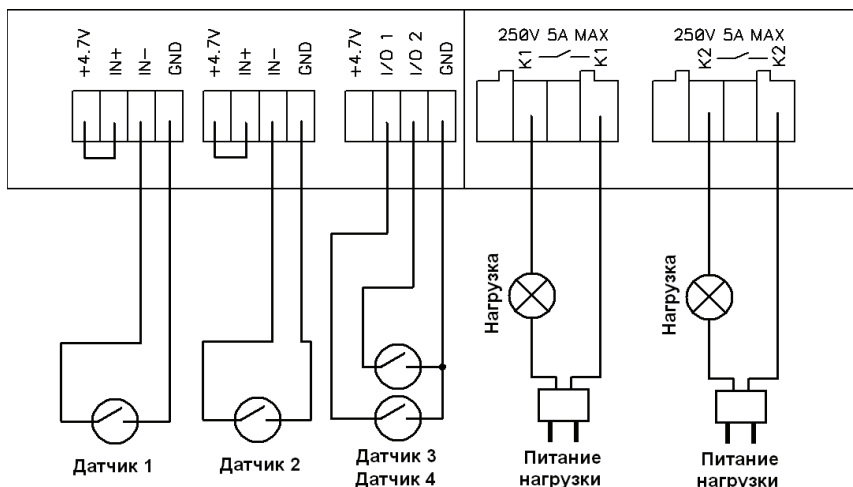 +4.7V
IN+
IN-
GND
+4.7V
IN+
IN-
GND
+4.7V
I/O 1
I/O 2
GND
250V 5A MAX
K1
K1
250V 5A MAX
K2
K2
Нагрузка
Нагрузка
Датчик 1
Датчик 2
Датчик 3
Датчик 4
Питание
нагрузки
Питание
нагрузки